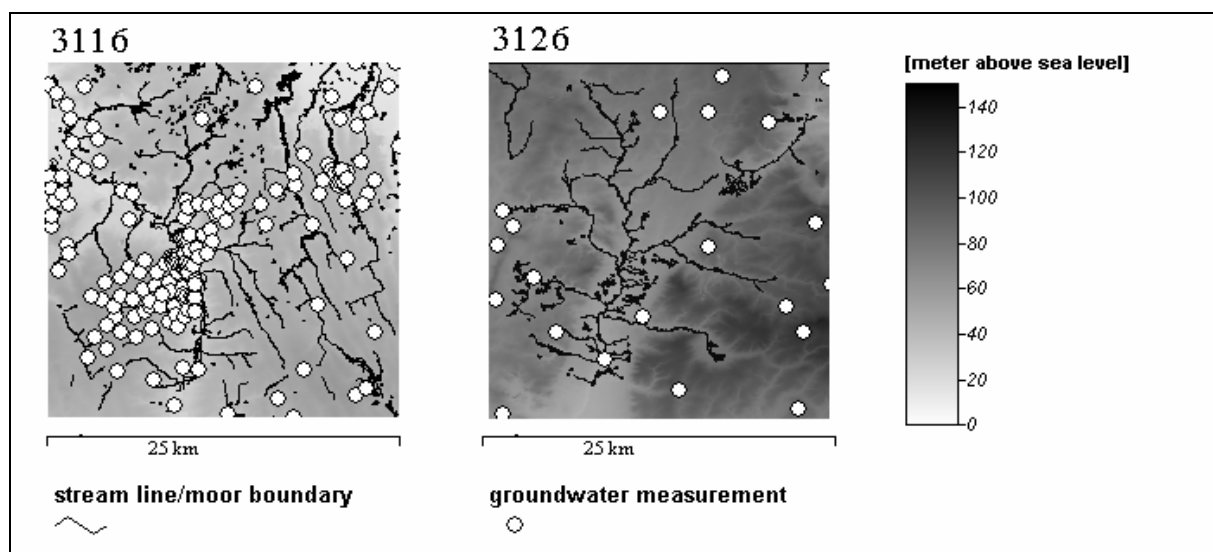 3116
3126
[meter above sea level]
140
120
100
80
60
40
20
0
25 km
25 km
stream line/moor boundary
groundwater measurement